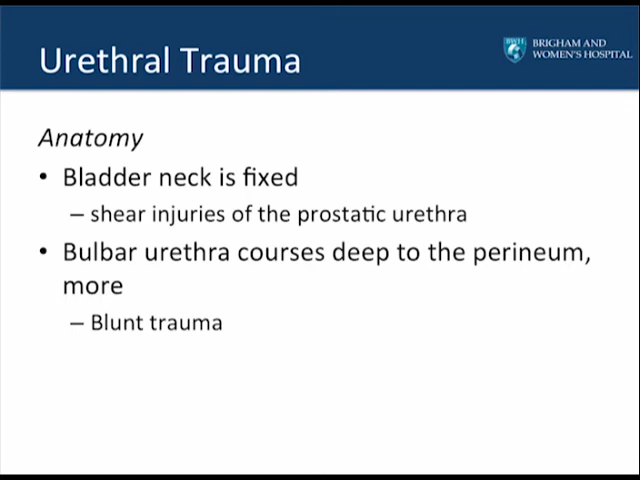 Urethral Trauma
BWH
BRIGHAM AND
WOMEN'S HOSPITAL
Anatomy
• Bladder neck is fixed
– shear injuries of the prostatic urethra
• Bulbar urethra courses deep to the perineum,
more
– Blunt trauma